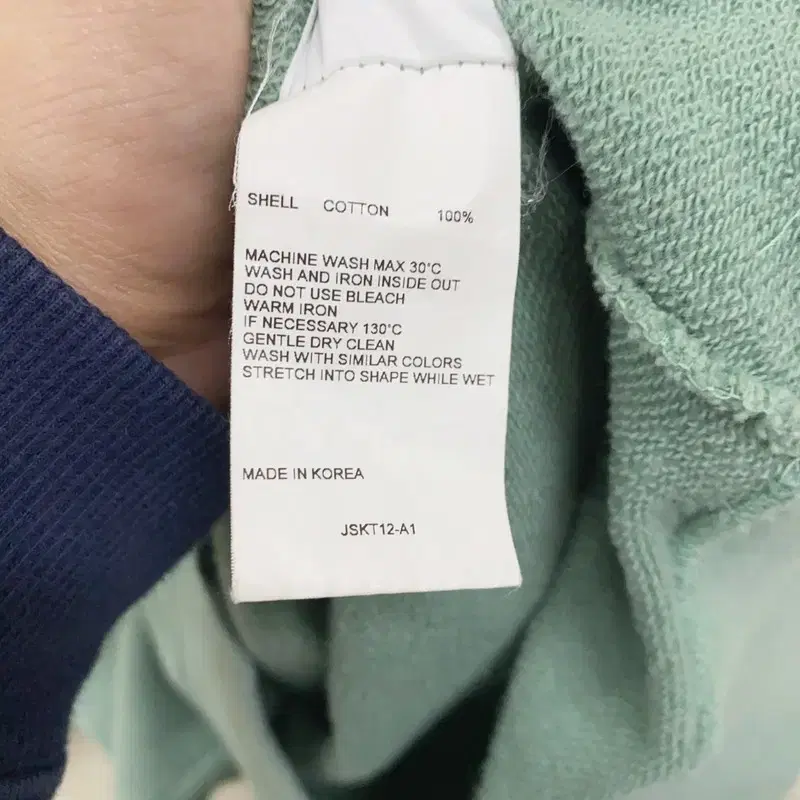 SHELL COTTON 100%
MACHINE WASH MAX 30°C
WASH AND IRON INSIDE OUT
DO NOT USE BLEACH
WARM IRON
IF NECESSARY 130°C
GENTLE DRY CLEAN
WASH WITH SIMILAR COLORS
STRETCH INTO SHAPE WHILE WET
MADE IN KOREA
JSKT12-A1